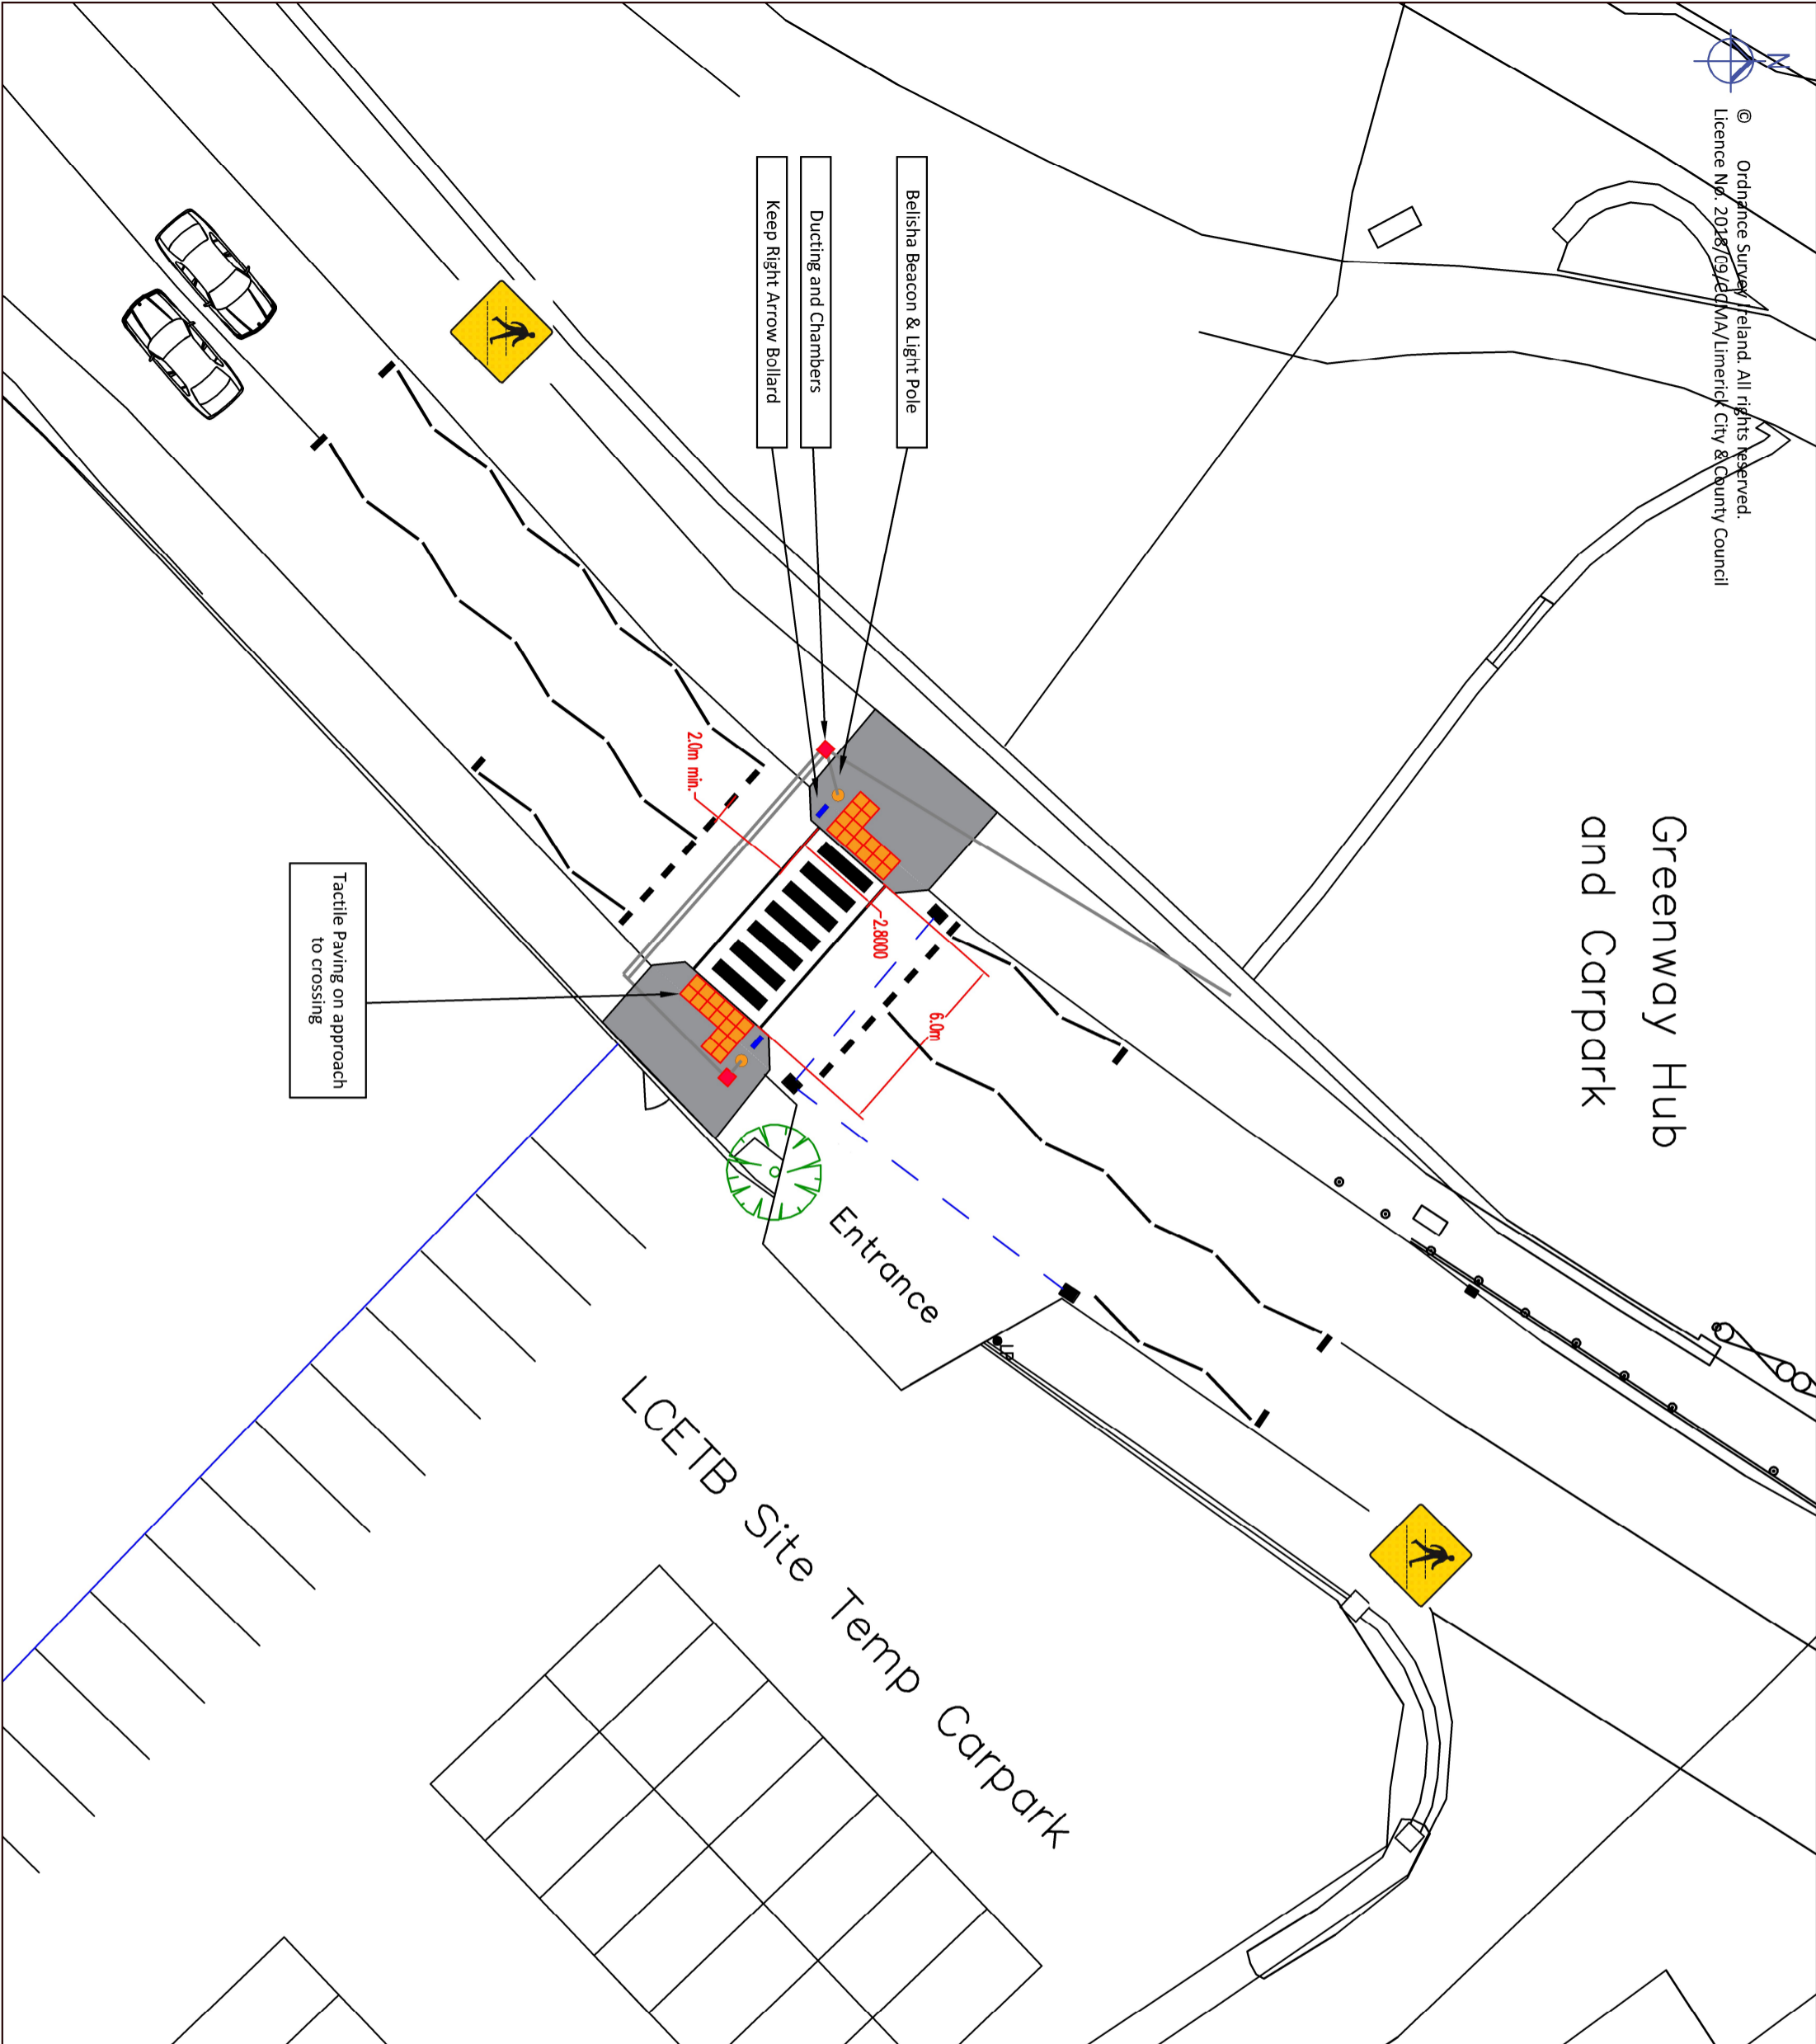 N
© Ordnance Survey Ireland. All rights reserved.
Licence No. 2018/09/CCMA/Limerick City & County Council
Greenway Hub
and Carpark
Belisha Beacon & Light Pole
Ducting and Chambers
Keep Right Arrow Bollard
2.0m min.
2.8000
6.0m
Tactile Paving on approach
to crossing
Entrance
LP
LCETB Site Temp Carpark